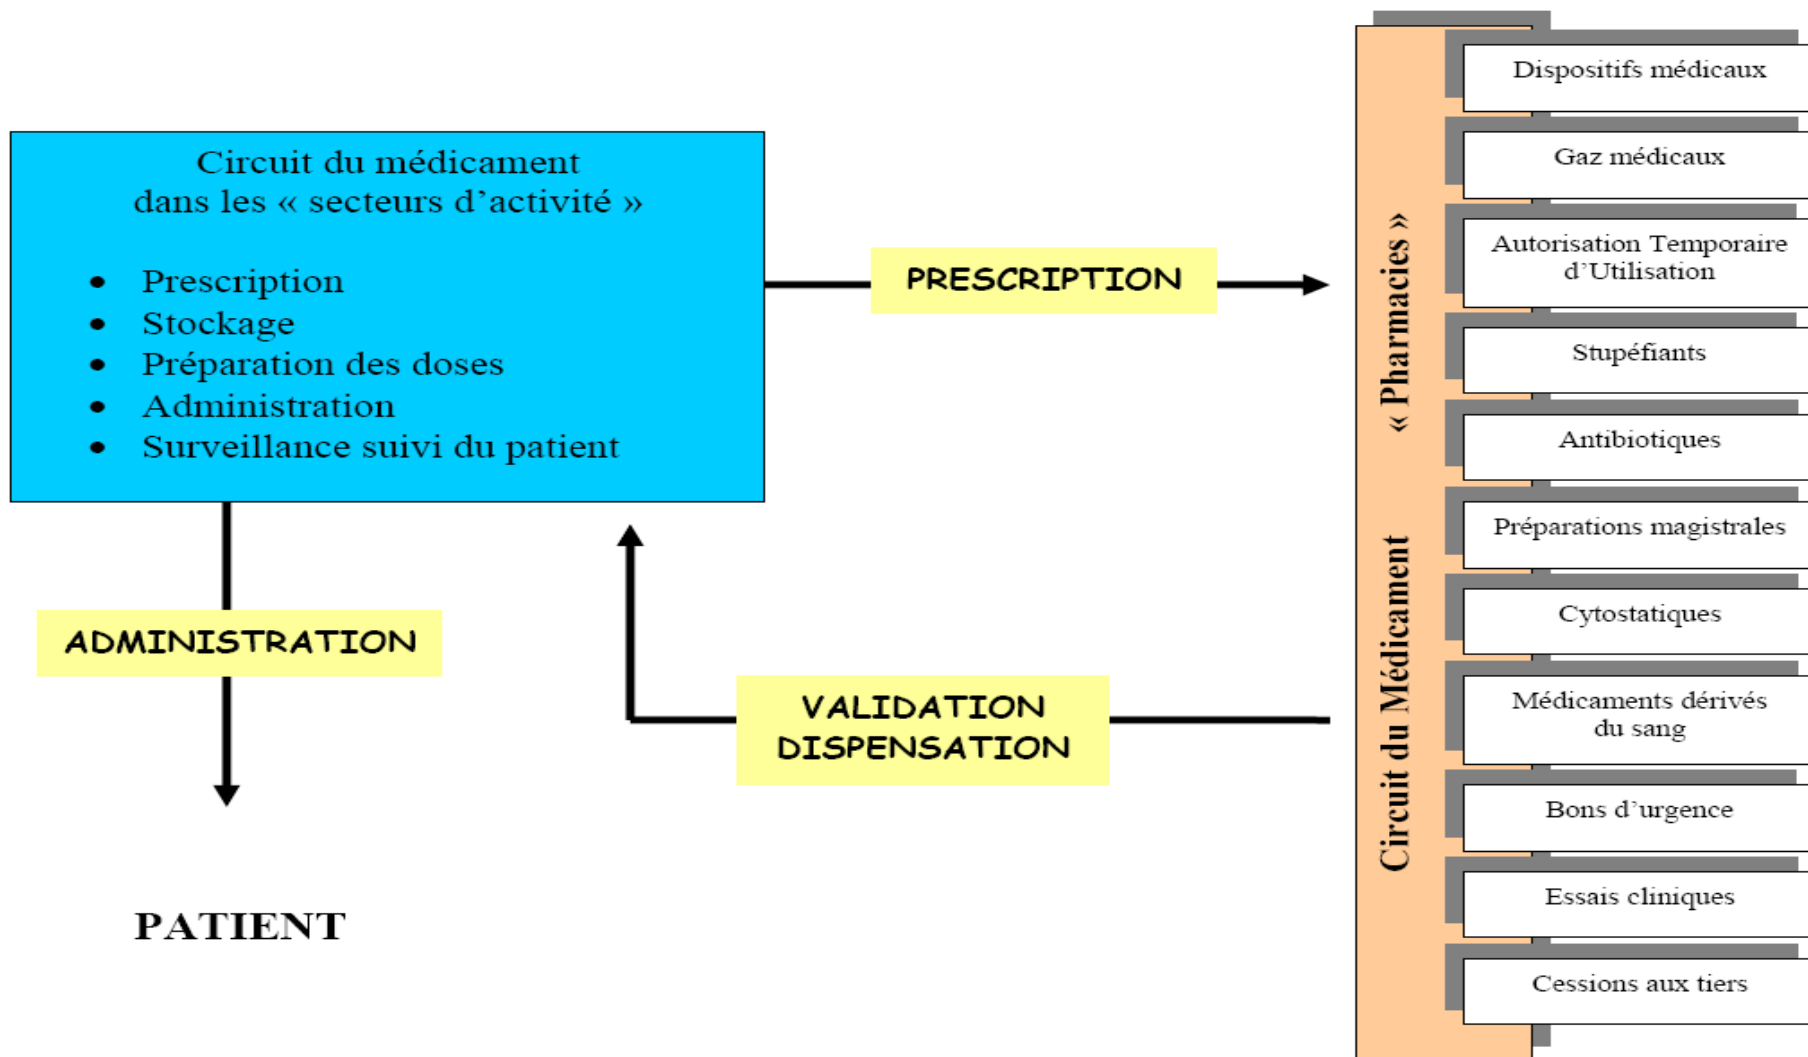 Circuit du médicament
dans les « secteurs d’activité »
• Prescription
• Stockage
• Préparation des doses
• Administration
• Surveillance suivi du patient
PRESCRIPTION
ADMINISTRATION
VALIDATION
DISPENSATION
PATIENT
Circuit du Médicament « Pharmacies »
Dispositifs médicaux
Gaz médicaux
Autorisation Temporaire
d’Utilisation
Stupéfiants
Antibiotiques
Préparations magistrales
Cytostatiques
Médicaments dérivés
du sang
Bons d’urgence
Essais cliniques
Cessions aux tiers